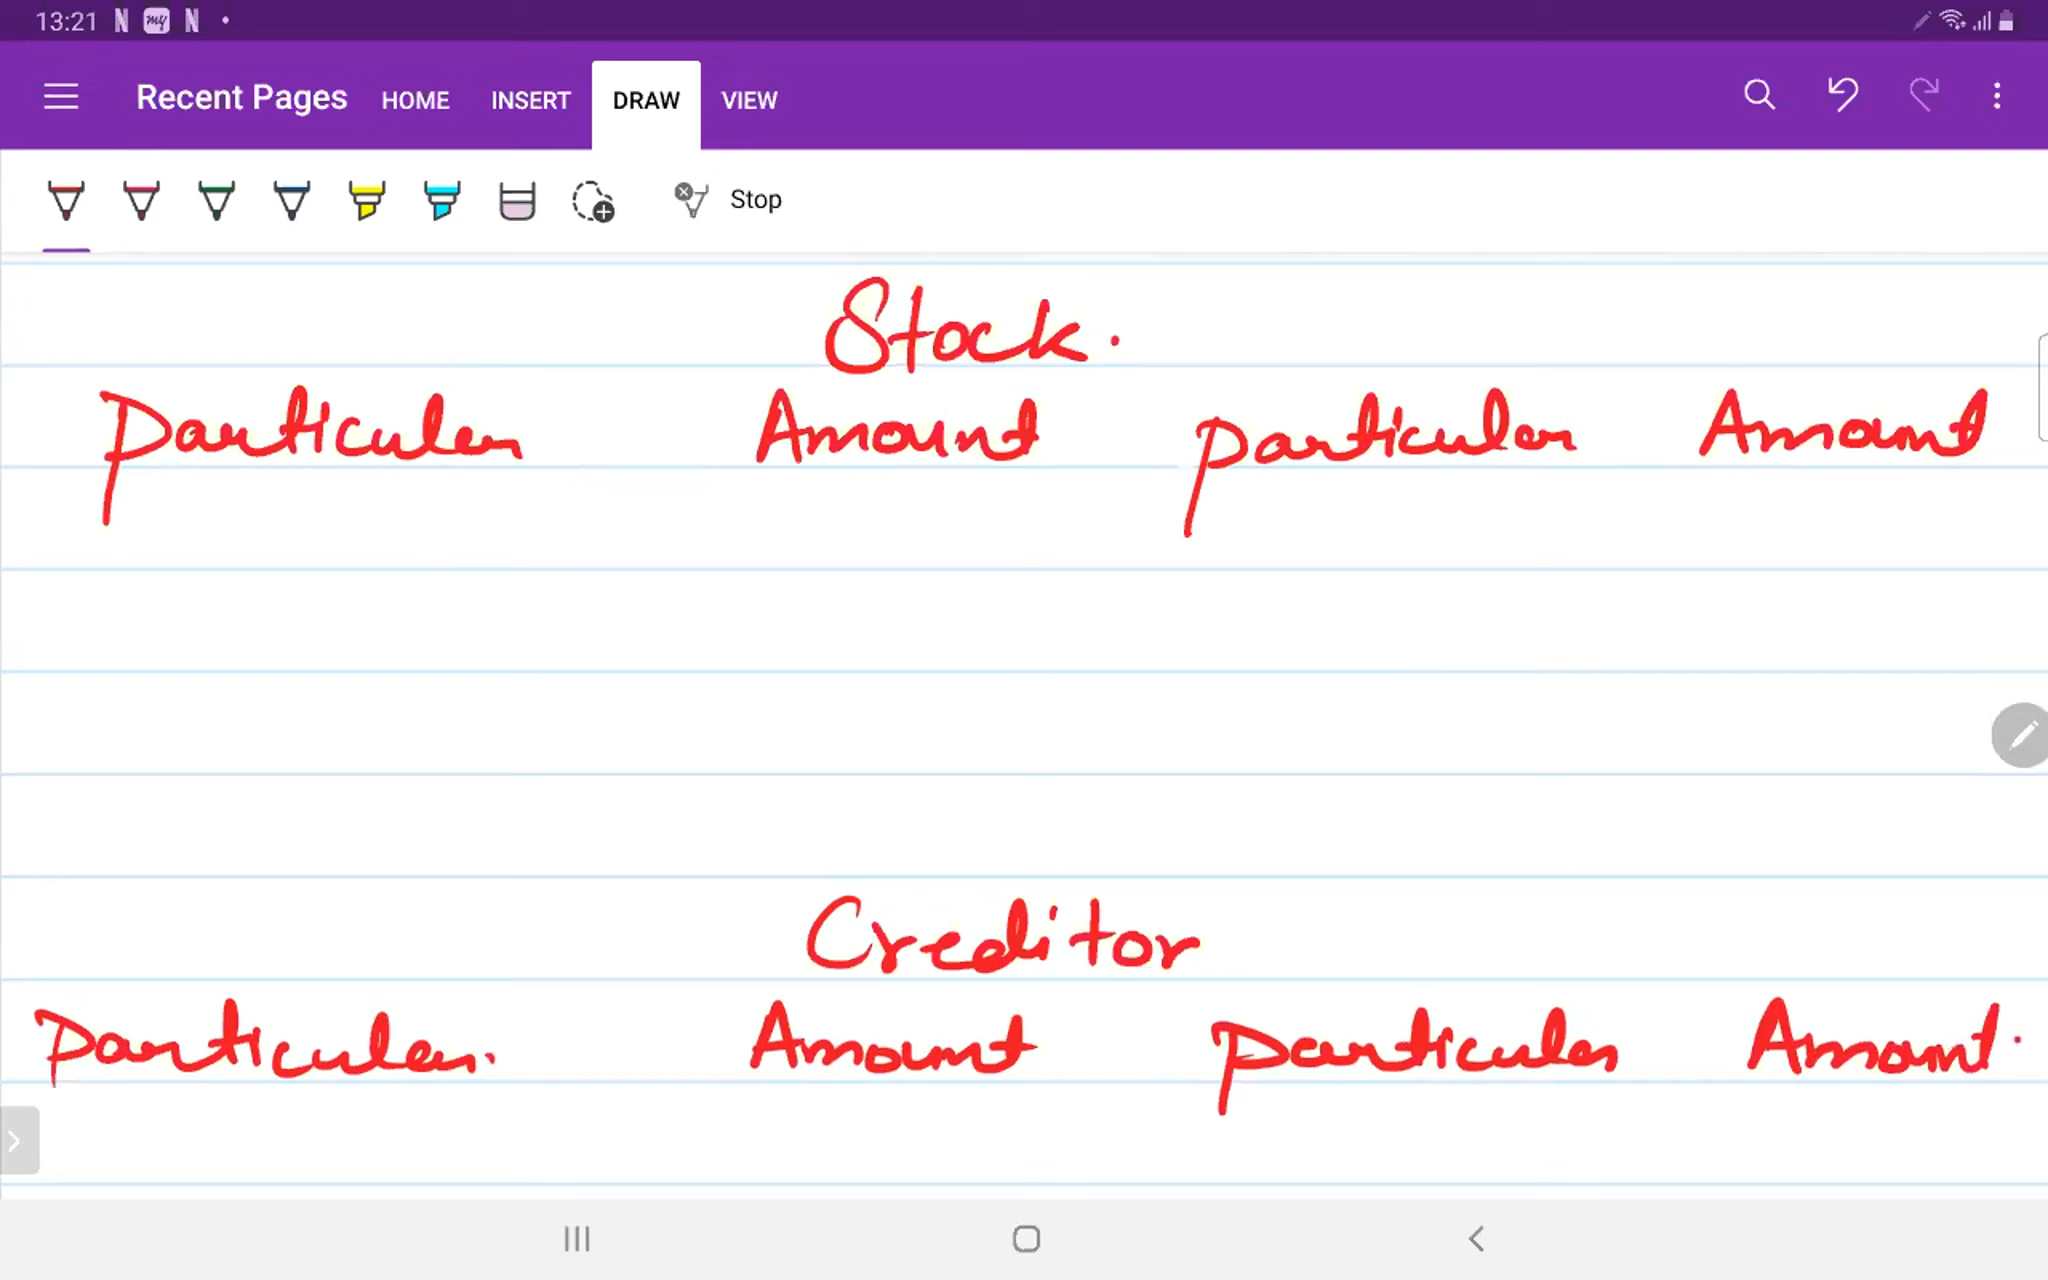 13:21 N my N
Recent Pages HOME INSERT DRAW VIEW
Stop
Stock.
Particular Amount particular Amount
Creditor
Particular. Amount particular Amount.